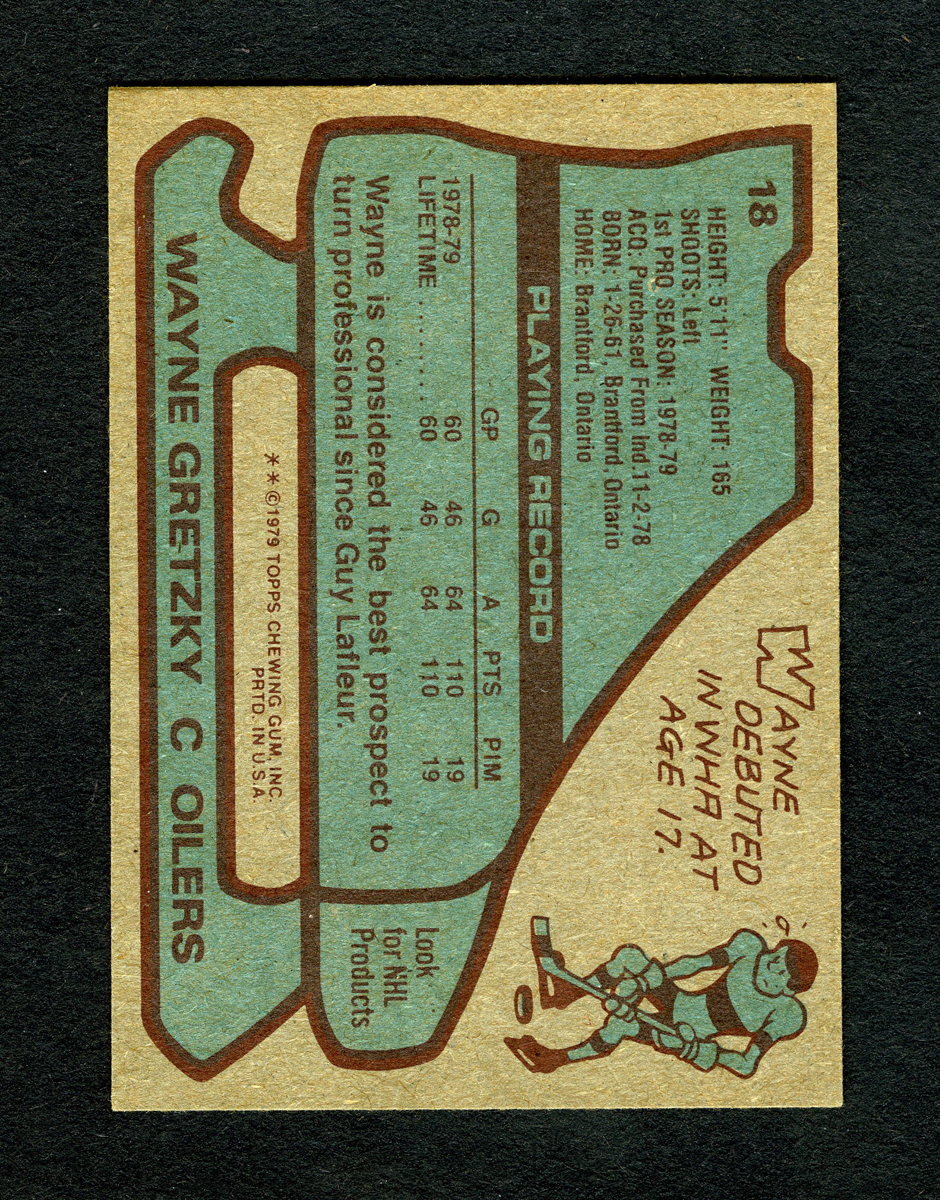 18
HEIGHT: 5'11" WEIGHT: 165
SHOOTS: Left
1st PRO SEASON: 1978-79
ACQ: Purchased From Ind. 11-2-78
BORN: 1-26-61, Brantford, Ontario
HOME: Brantford, Ontario
WAYNE
DEBUTED
IN WHA AT
AGE 17.
PLAYING RECORD
GP G A PTS PIM
1978-79 60 46 64 110 19
LIFETIME ........ 60 46 64 110 19
Wayne is considered the best prospect to
turn professional since Guy Lafleur.
Look
for NHL
Products
**©1979 TOPPS CHEWING GUM, INC.
PRTD. IN U.S.A.
WAYNE GRETZKY C OILERS